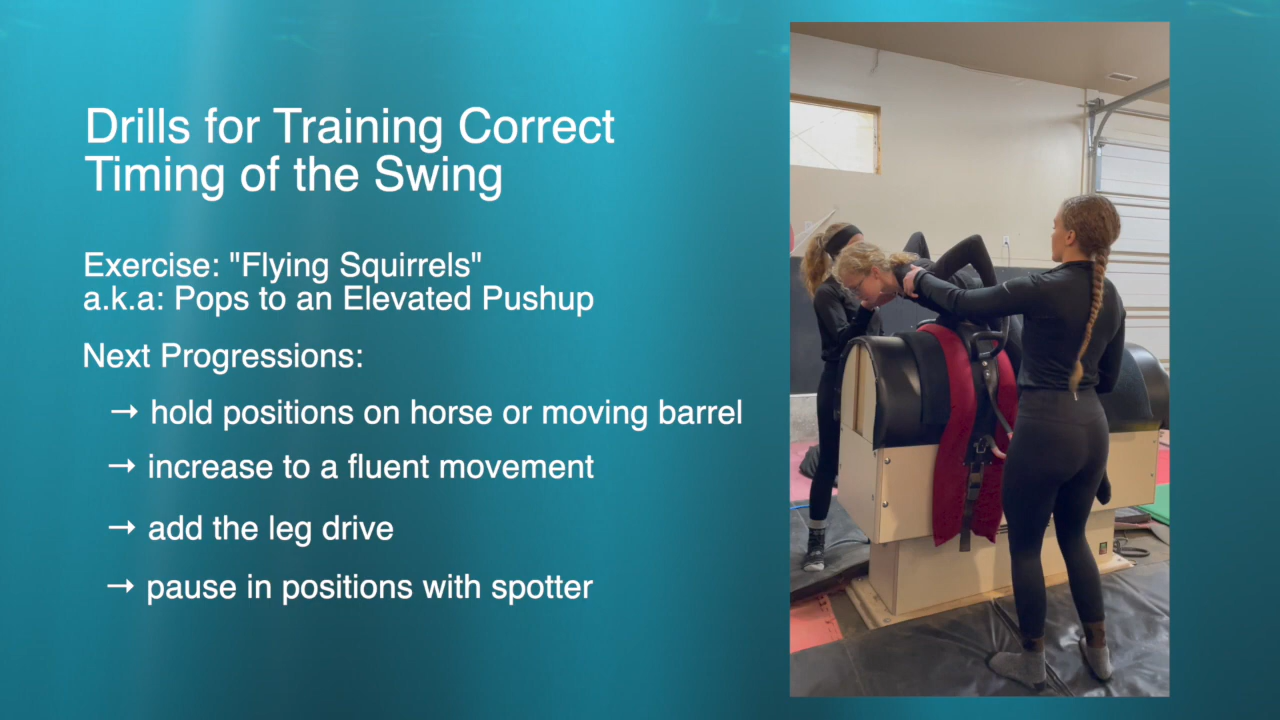 Drills for Training Correct
Timing of the Swing
Exercise: "Flying Squirrels"
a.k.a: Pops to an Elevated Pushup
Next Progressions:
→ hold positions on horse or moving barrel
→ increase to a fluent movement
→ add the leg drive
→ pause in positions with spotter